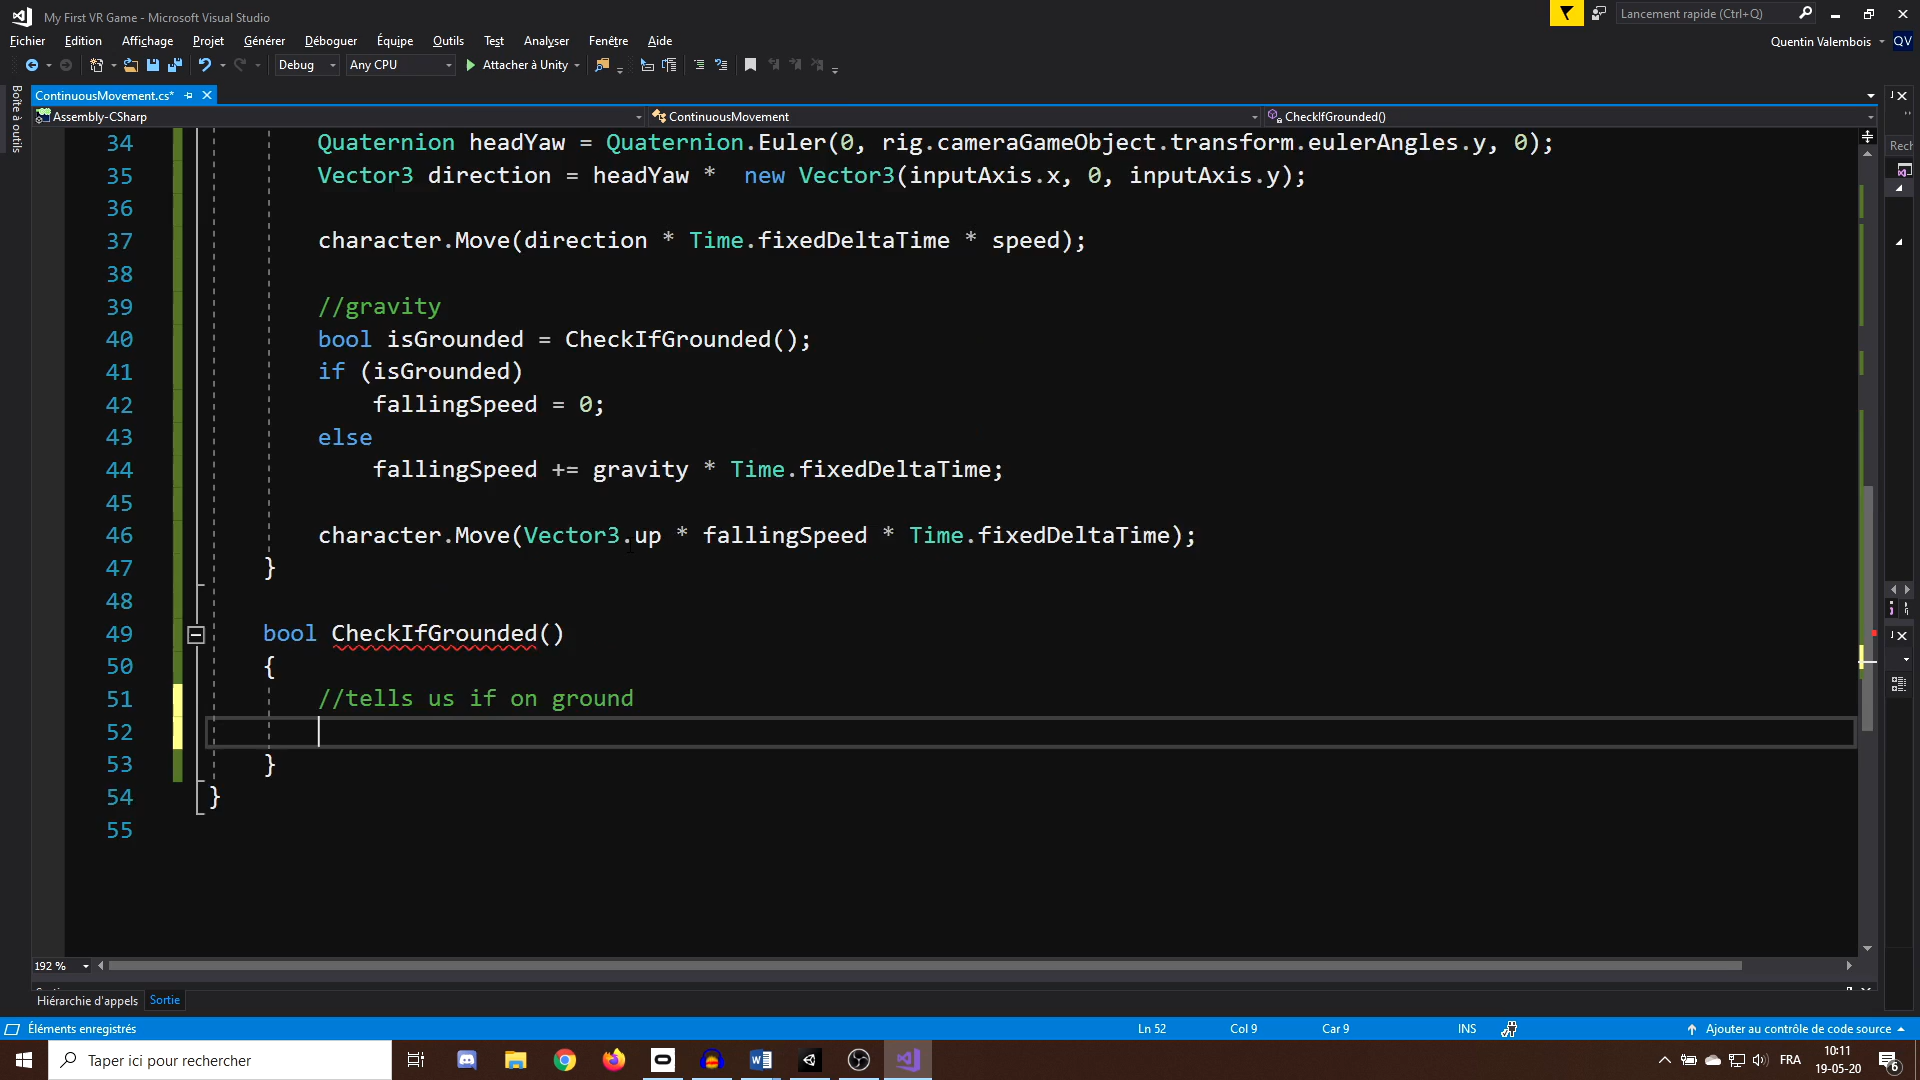 My First VR Game - Microsoft Visual Studio
Lancement rapide (Ctrl+Q)
Fichier Edition Affichage Projet Générer Déboguer Équipe Outils Test Analyser Fenêtre Aide
Quentin Valembois QV
Debug Any CPU Attacher à Unity
Boîte à outils
ContinuousMovement.cs*
Assembly-CSharp ContinuousMovement CheckIfGrounded()
Rech
34 Quaternion headYaw = Quaternion.Euler(0, rig.cameraGameObject.transform.eulerAngles.y, 0);
35 Vector3 direction = headYaw *  new Vector3(inputAxis.x, 0, inputAxis.y);
36
37 character.Move(direction * Time.fixedDeltaTime * speed);
38
39 //gravity
40 bool isGrounded = CheckIfGrounded();
41 if (isGrounded)
42 fallingSpeed = 0;
43 else
44 fallingSpeed += gravity * Time.fixedDeltaTime;
45
46 character.Move(Vector3.up * fallingSpeed * Time.fixedDeltaTime);
47 }
48
49 bool CheckIfGrounded()
50 {
51 //tells us if on ground
52
53 }
54 }
55
192 %
Hiérarchie d'appels Sortie
Éléments enregistrés Ln 52 Col 9 Car 9 INS Ajouter au contrôle de code source
Taper ici pour rechercher
FRA
10:11
19-05-20
6